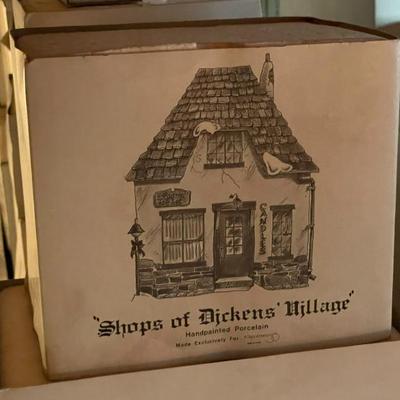 CANDLES
"Shops of Dickens' Village"
Handpainted Porcelain
Made Exclusively For